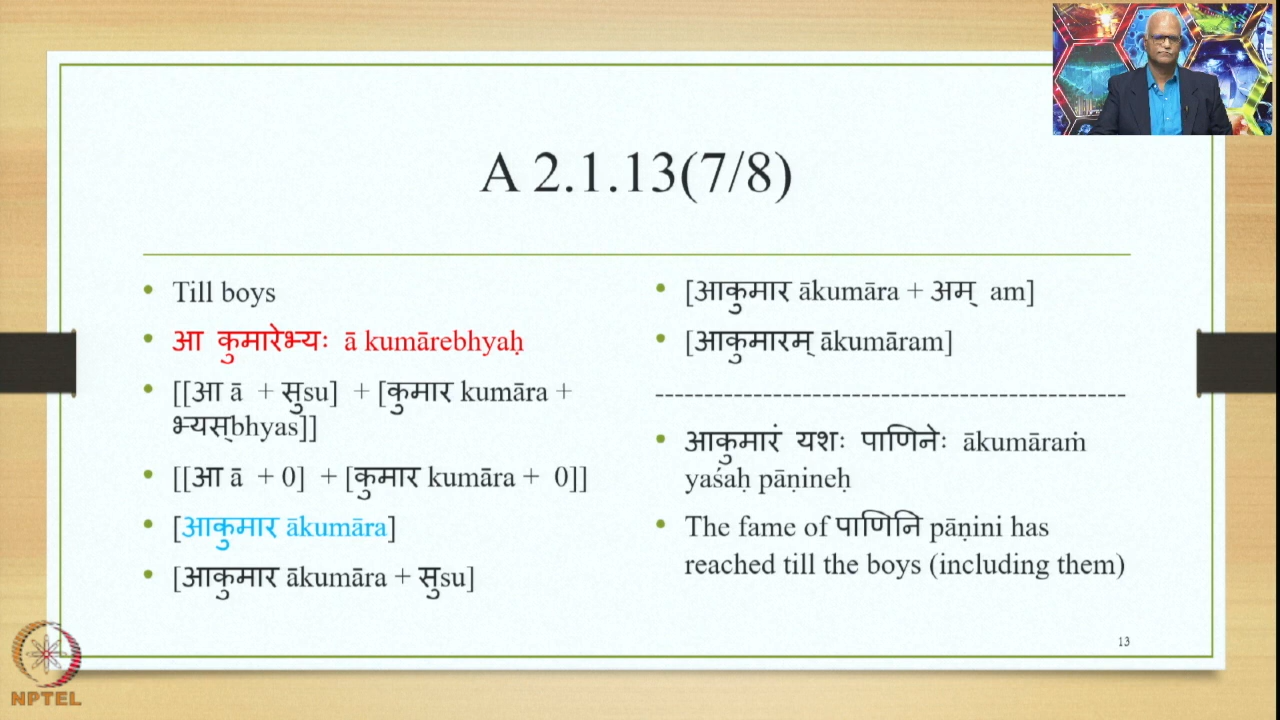 A 2.1.13(7/8)
• Till boys
• आ कुमारेभ्यः ā kumārebhyaḥ
• [[आ ā + सुsu] + [कुमार kumāra +
भ्यस्bhyas]]
• [[आ ā + 0] + [कुमार kumāra + 0]]
• [आकुमार ākumāra]
• [आकुमार ākumāra + सुsu]
• [आकुमार ākumāra + अम् am]
• [आकुमारम् ākumāram]
------------------------------------------------
• आकुमारं यशः पाणिनेः ākumāraṁ
yaśaḥ pāṇineḥ
• The fame of पाणिनि pāṇini has
reached till the boys (including them)
13
NPTEL